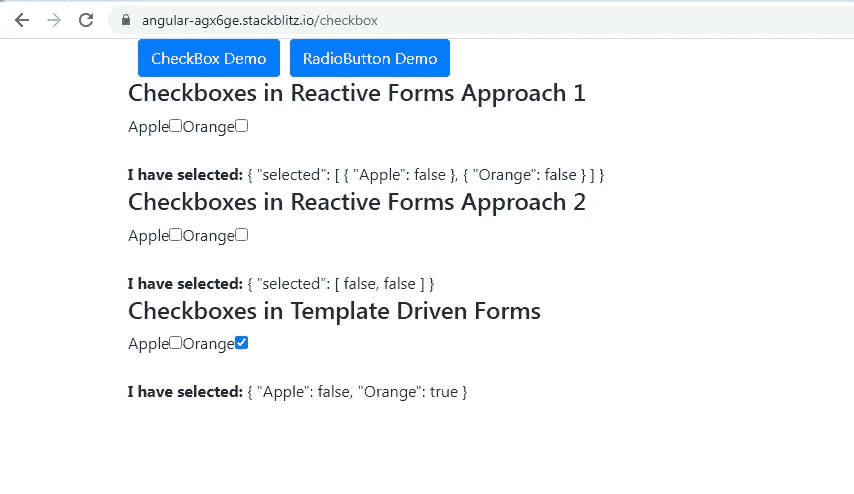 angular-agx6ge.stackblitz.io/checkbox
CheckBox Demo RadioButton Demo
Checkboxes in Reactive Forms Approach 1
Apple Orange
I have selected: { "selected": [ { "Apple": false }, { "Orange": false } ] }
Checkboxes in Reactive Forms Approach 2
Apple Orange
I have selected: { "selected": [ false, false ] }
Checkboxes in Template Driven Forms
Apple Orange
I have selected: { "Apple": false, "Orange": true }